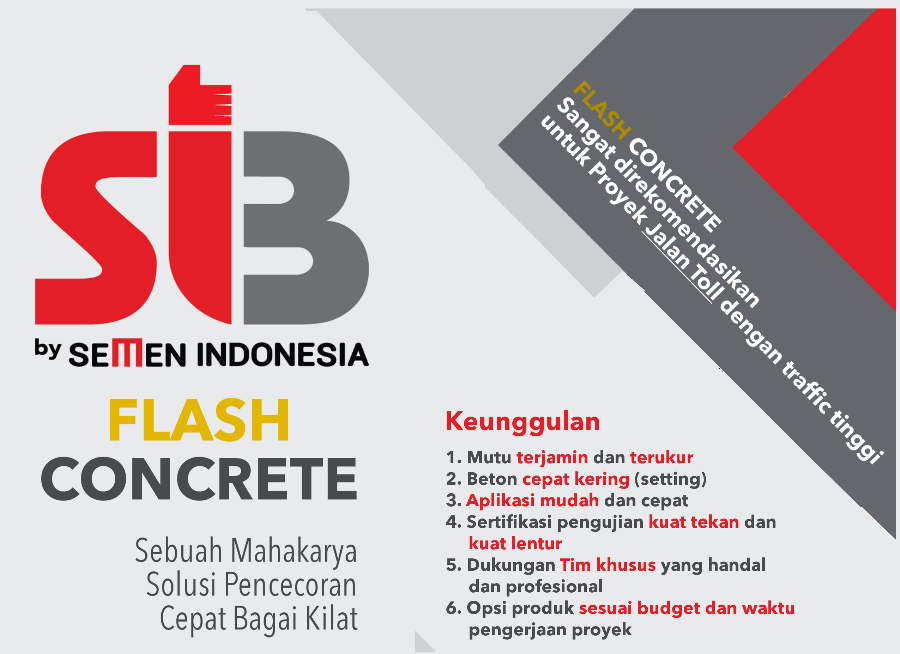 SIB
by SEMEN INDONESIA
FLASH
CONCRETE
Sebuah Mahakarya
Solusi Pencecoran
Cepat Bagai Kilat
FLASH CONCRETE
Sangat direkomendasikan
untuk Proyek Jalan Toll dengan traffic tinggi
Keunggulan
1. Mutu terjamin dan terukur
2. Beton cepat kering (setting)
3. Aplikasi mudah dan cepat
4. Sertifikasi pengujian kuat tekan dan
kuat lentur
5. Dukungan Tim khusus yang handal
dan profesional
6. Opsi produk sesuai budget dan waktu
pengerjaan proyek